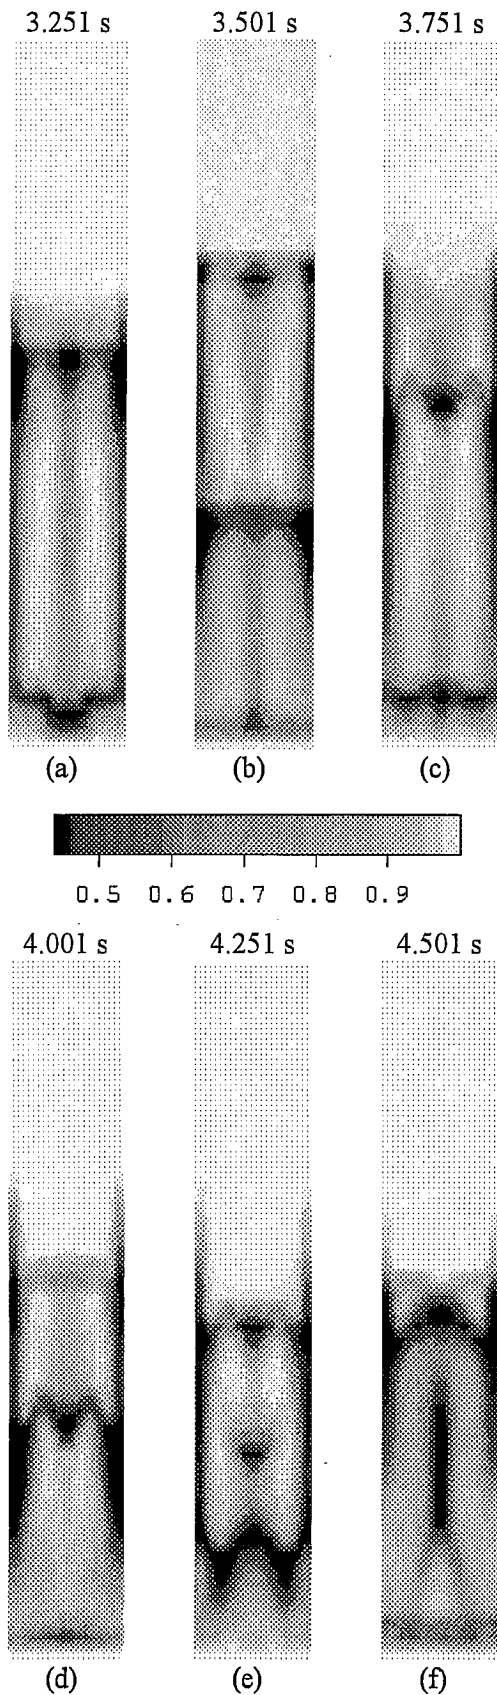 3.251 s 3.501 s 3.751 s
(a) (b) (c)
0.5 0.6 0.7 0.8 0.9
4.001 s 4.251 s 4.501 s
(d) (e) (f)